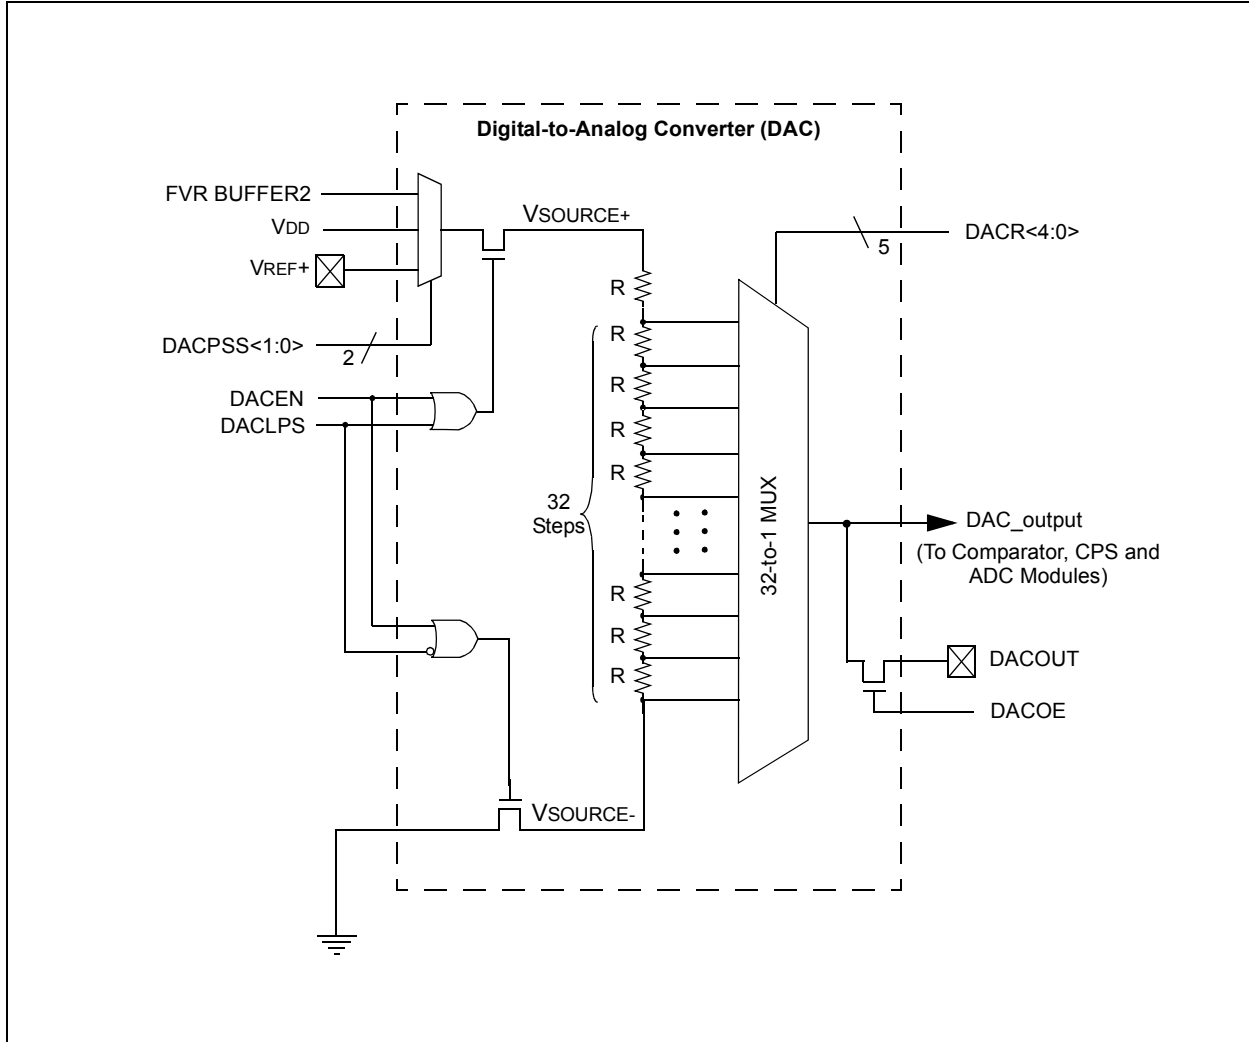 Digital-to-Analog Converter (DAC)
FVR BUFFER2
VDD
VREF+
DACPSS<1:0>
2
DACEN
DACLPS
VSOURCE+
R
R
R
R
R
32
Steps
R
R
R
VSOURCE-
32-to-1 MUX
5
DACR<4:0>
DAC_output
(To Comparator, CPS and
ADC Modules)
DACOUT
DACOE